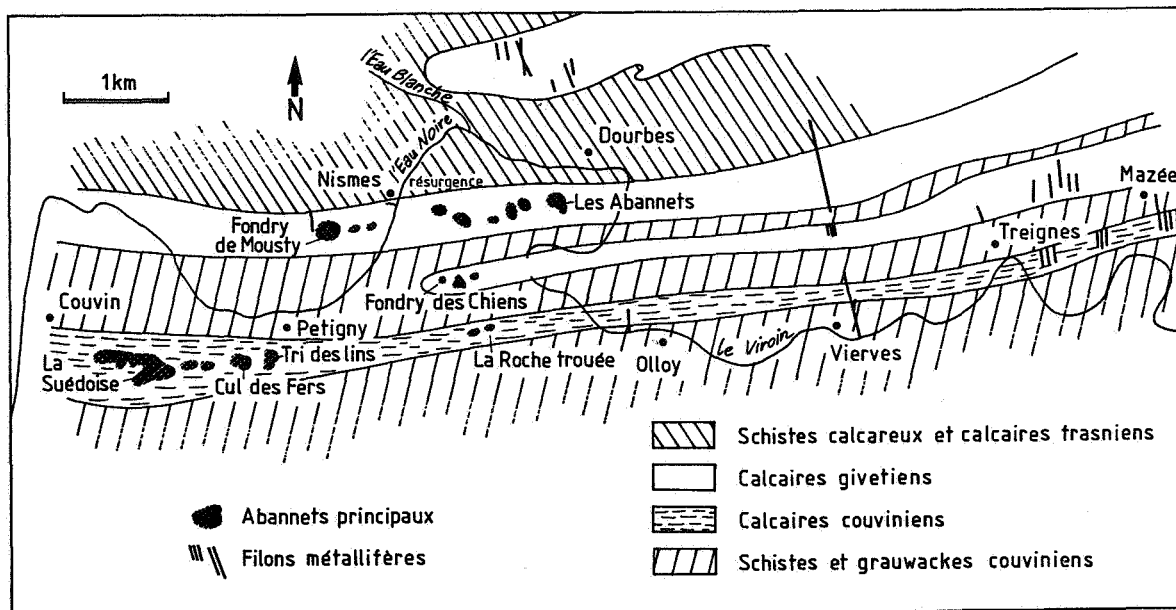 1km
N
l'Eau Blanche
l'Eau Noire
Dourbes
Nismes
résurgence
Mazée
Les Abannets
Fondry
de Mousty
Treignes
Couvin
Fondry des Chiens
Petigny
Tri des lins
La
Suédoise
Cul des Fers
La Roche trouée
Olloy
Le Viroin
Vierves
Schistes calcareux et calcaires frasniens
Calcaires givetiens
Abannets principaux
Calcaires couviniens
Filons métallifères
Schistes et grauwackes couviniens